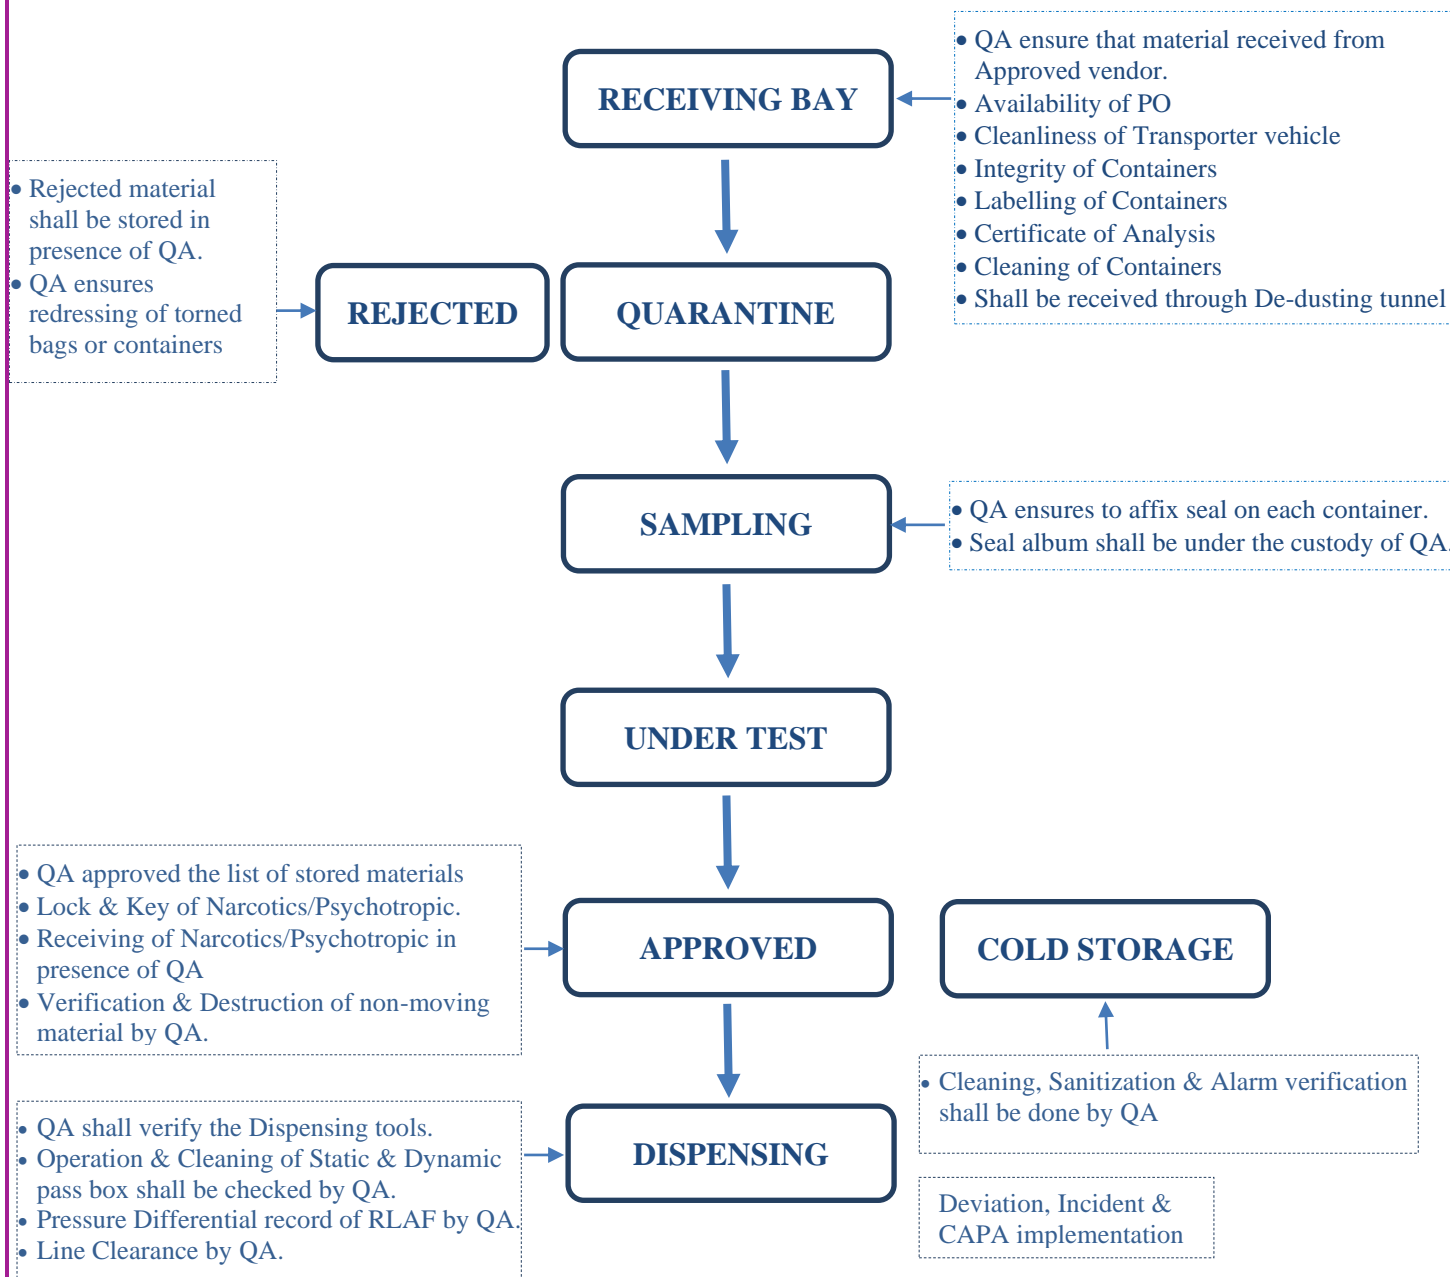 RECEIVING BAY
• QA ensure that material received from
Approved vendor.
• Availability of PO
• Cleanliness of Transporter vehicle
• Integrity of Containers
• Labelling of Containers
• Certificate of Analysis
• Cleaning of Containers
• Shall be received through De-dusting tunnel
• Rejected material
shall be stored in
presence of QA.
• QA ensures
redressing of torned
bags or containers
REJECTED
QUARANTINE
SAMPLING
• QA ensures to affix seal on each container.
• Seal album shall be under the custody of QA.
UNDER TEST
• QA approved the list of stored materials
• Lock & Key of Narcotics/Psychotropic.
• Receiving of Narcotics/Psychotropic in
presence of QA
• Verification & Destruction of non-moving
material by QA.
APPROVED
COLD STORAGE
• Cleaning, Sanitization & Alarm verification
shall be done by QA
• QA shall verify the Dispensing tools.
• Operation & Cleaning of Static & Dynamic
pass box shall be checked by QA.
• Pressure Differential record of RLAF by QA.
• Line Clearance by QA.
DISPENSING
Deviation, Incident &
CAPA implementation